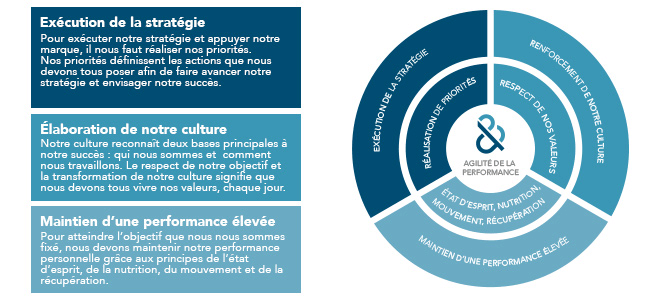 Exécution de la stratégie
Pour exécuter notre stratégie et appuyer notre
marque, il nous faut réaliser nos priorités.
Nos priorités définissent les actions que nous
devons tous poser afin de faire avancer notre
stratégie et envisager notre succès.
Élaboration de notre culture
Notre culture reconnaît deux bases principales à
notre succès : qui nous sommes et comment
nous travaillons. Le respect de notre objectif et
la transformation de notre culture signifie que
nous devons tous vivre nos valeurs, chaque jour.
Maintien d'une performance élevée
Pour atteindre l'objectif que nous nous sommes
fixé, nous devons maintenir notre performance
personnelle grâce aux principes de l'état
d'esprit, de la nutrition, du mouvement et de la
récupération.
EXÉCUTION DE LA STRATÉGIE
RENFORCEMENT DE NOTRE CULTURE
RÉALISATION DE PRIORITÉS
RESPECT DE NOS VALEURS
AGILITÉ DE LA
PERFORMANCE
ÉTAT D'ESPRIT, NUTRITION,
MOUVEMENT, RÉCUPÉRATION
MAINTIEN D'UNE PERFORMANCE ÉLEVÉE